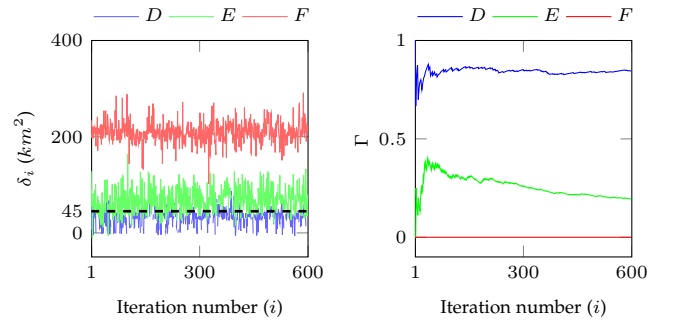 D E F
400
200
45
0
δᵢ (km²)
1 300 600
Iteration number (i)
D E F
1
0.5
0
Γ
1 300 600
Iteration number (i)